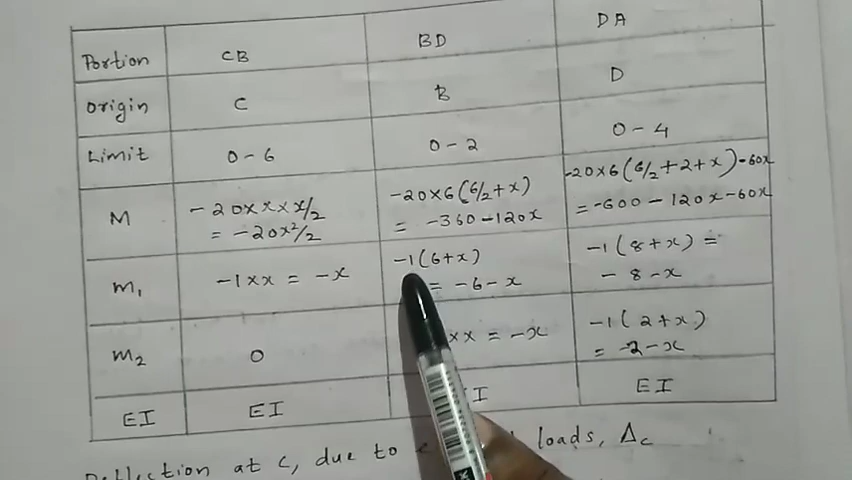 Portion CB BD DA
Origin C B D
Limit 0-6 0-2 0-4
M -20×x×x/2 -20×6(6/2+x) -20×6(6/2+2+x)-60x
= -20x²/2 = -360-120x = -600-120x-60x
m₁ -1×x = -x -1(6+x) -1(8+x) =
= -6-x -8-x
m₂ 0 ×x = -x -1(2+x)
= -2-x
EI EI I EI
Deflection at C, due to loads, Δc